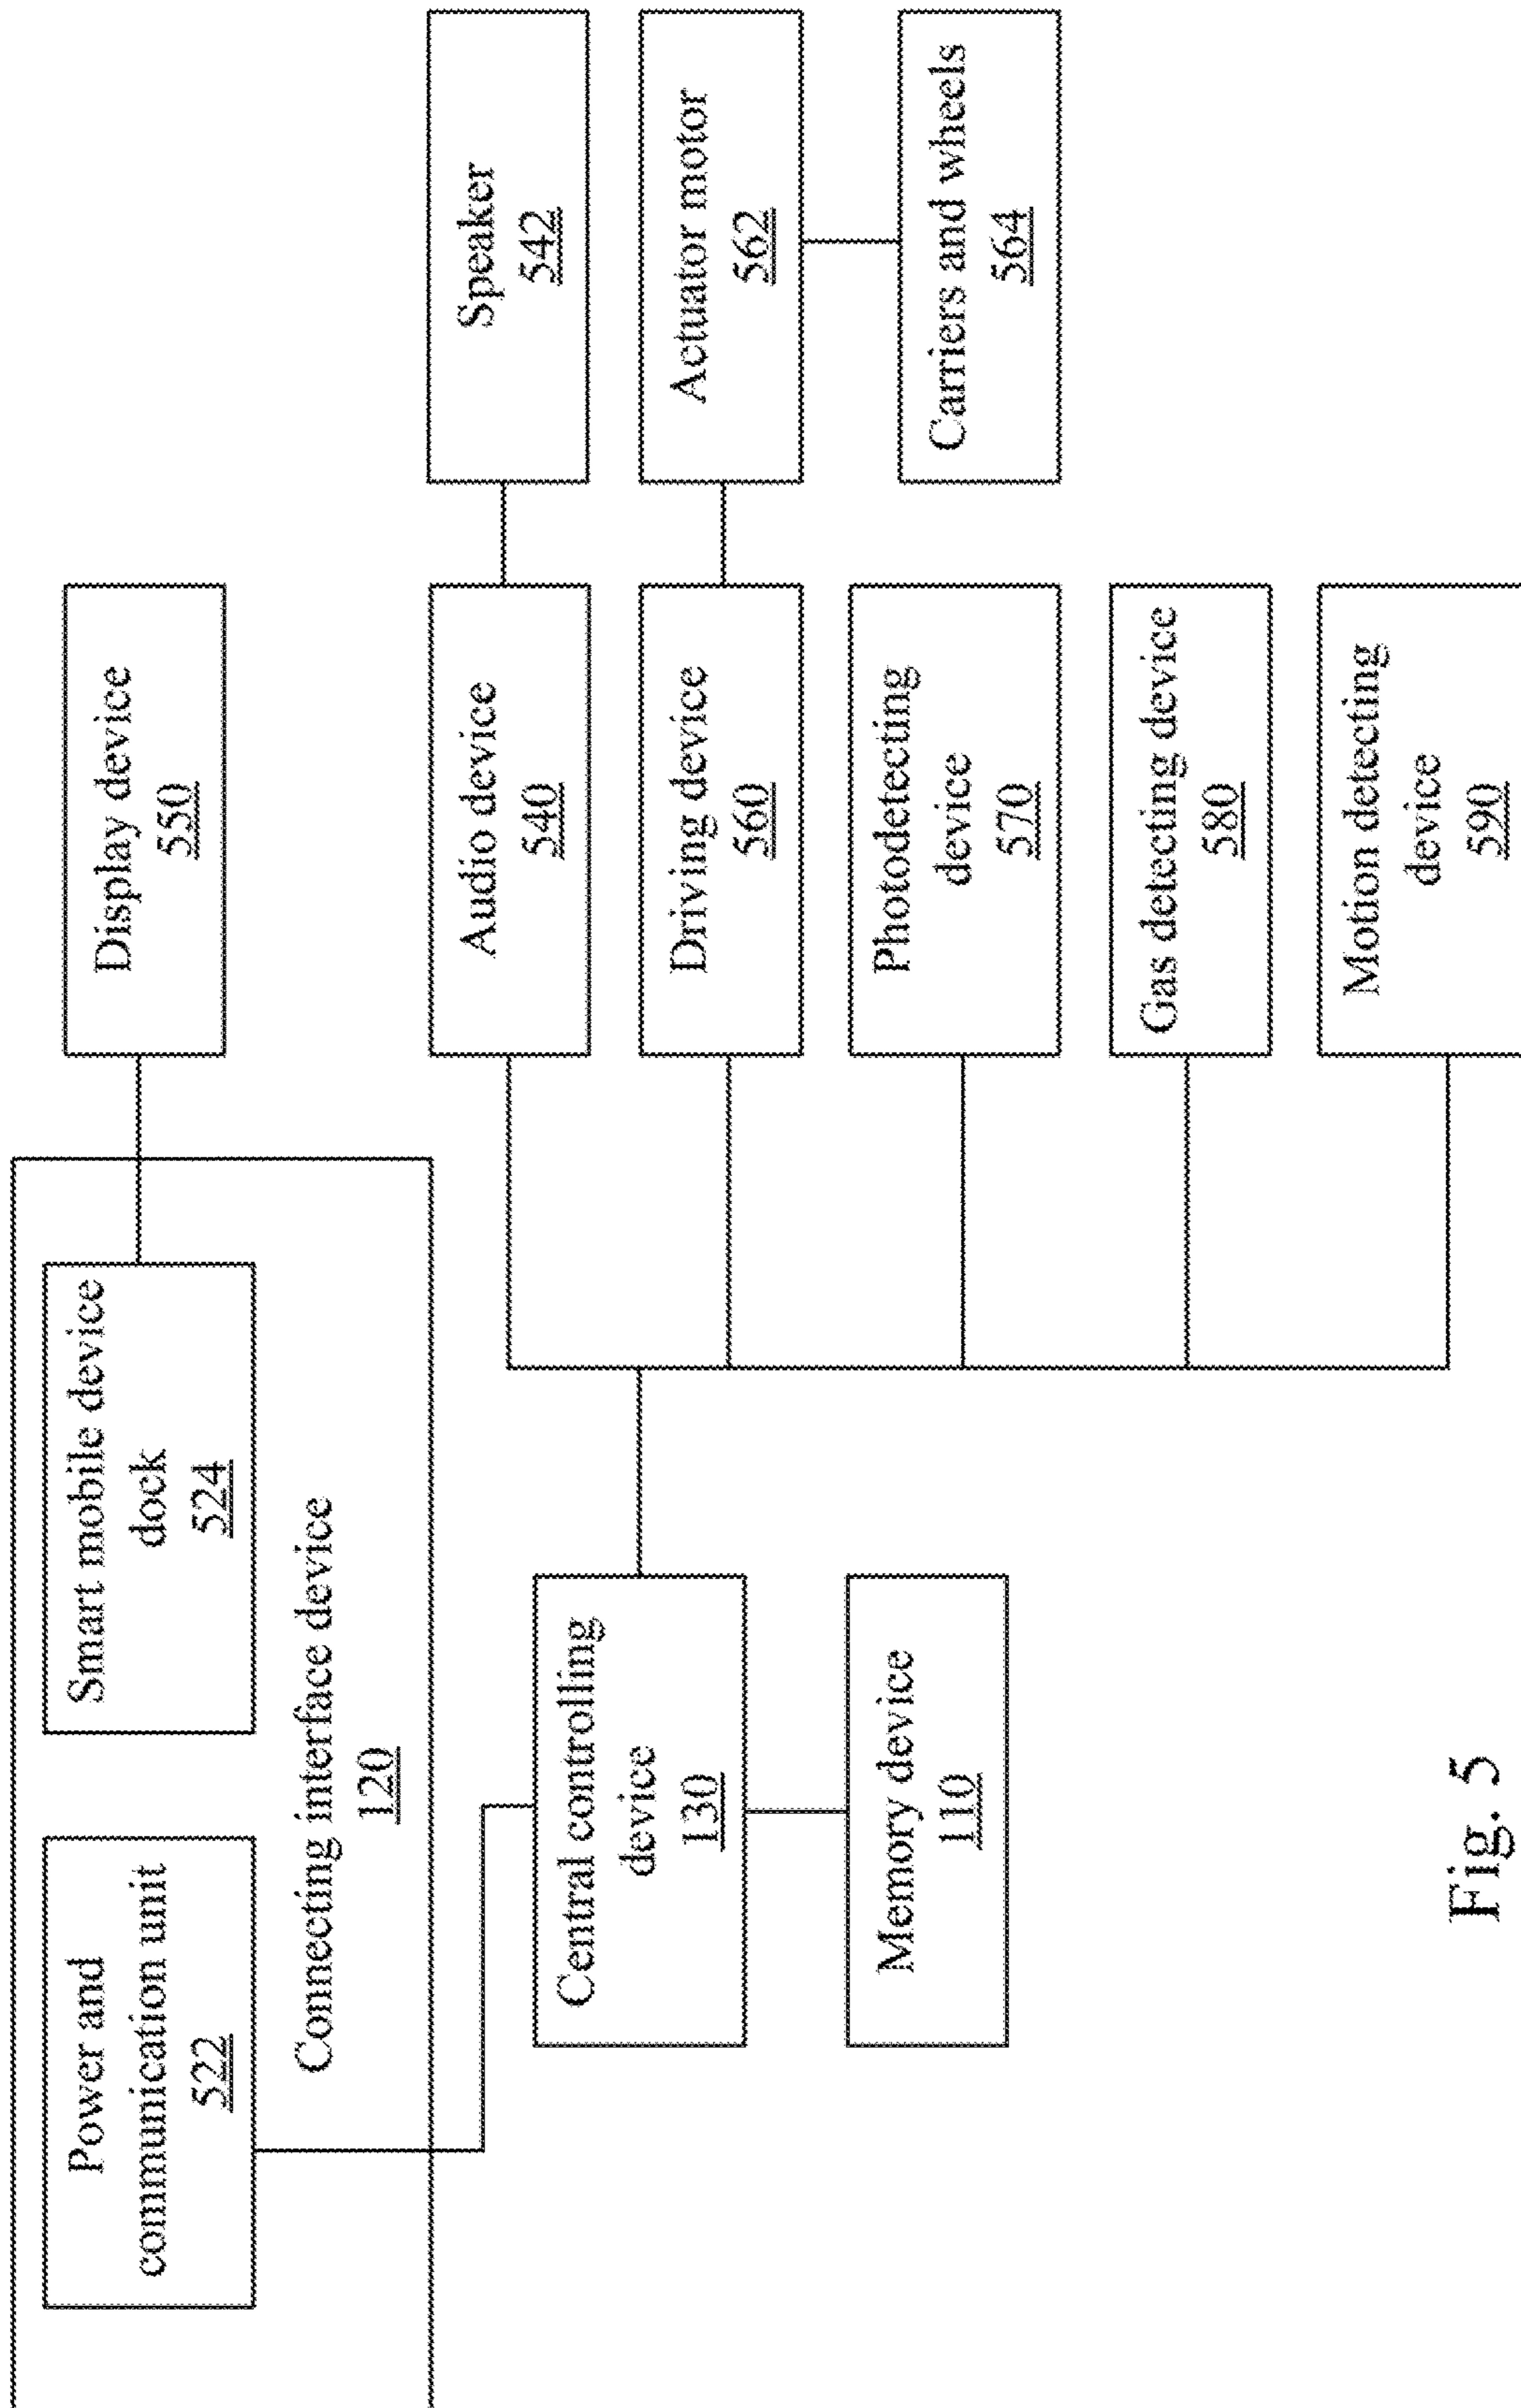 Power and
communication unit
522
Smart mobile device
dock
524
Connecting interface device
120
Display device
550
Central controlling
device
130
Memory device
110
Audio device
540
Speaker
542
Driving device
560
Actuator motor
562
Carriers and wheels
564
Photodetecting
device
570
Gas detecting device
580
Motion detecting
device
590
Fig. 5